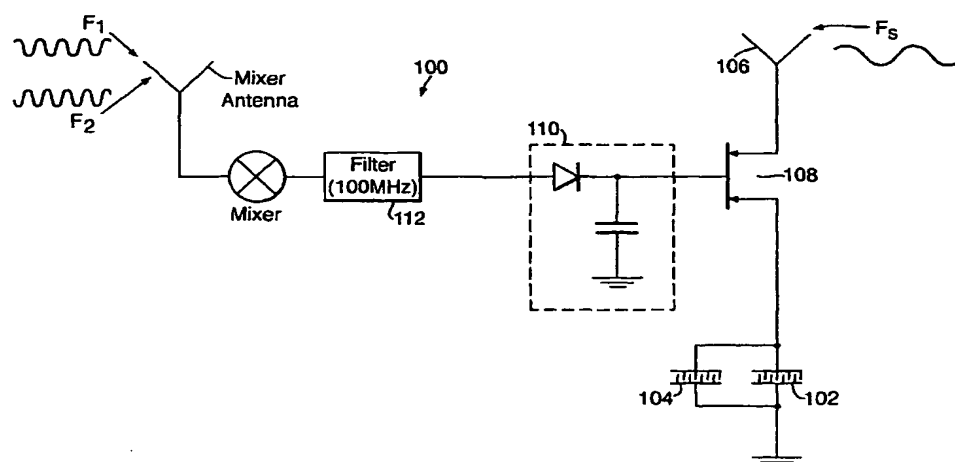 F1
Mixer
Antenna
F2
100
Mixer
Filter
(100MHz)
112
110
106
FS
108
104
102